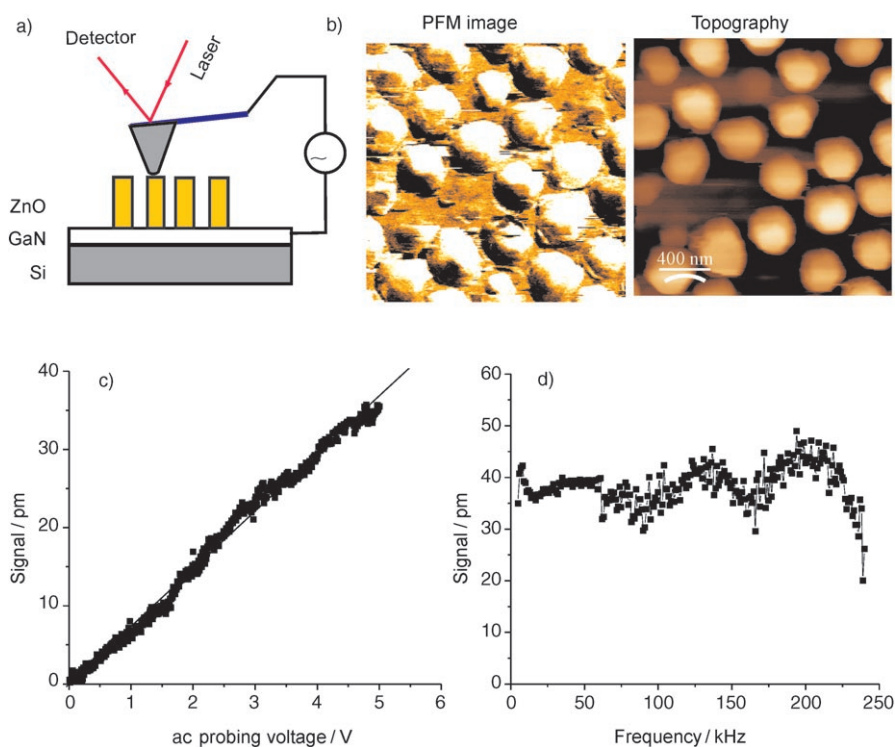 a)
Detector
Laser
~
ZnO
GaN
Si
b)
PFM image
Topography
400 nm
c)
40
30
20
10
0
Signal / pm
0 1 2 3 4 5 6
ac probing voltage / V
d)
60
50
40
30
20
10
0
Signal / pm
0 50 100 150 200 250
Frequency / kHz